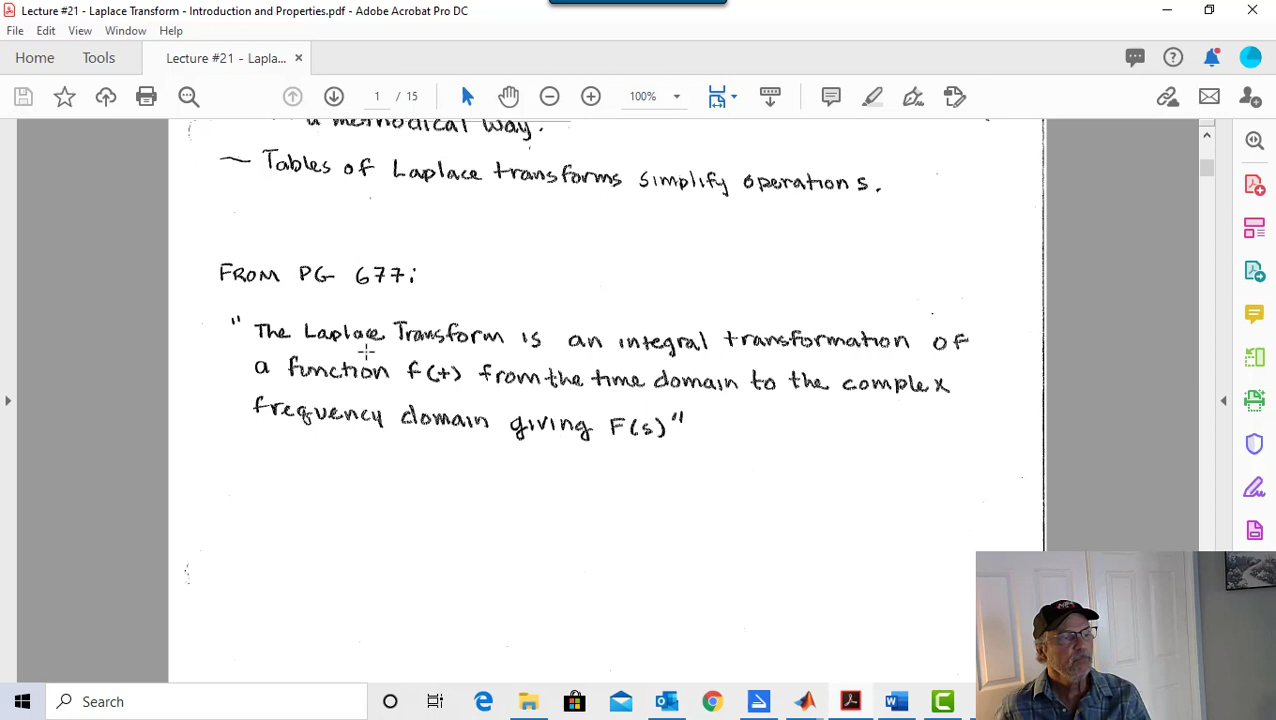 Lecture #21 - Laplace Transform - Introduction and Properties.pdf - Adobe Acrobat Pro DC
File Edit View Window Help
Home Tools Lecture #21 - Lapla... ×
1 / 15 100%
a methodical way.
~ Tables of Laplace transforms simplify operations.
FROM PG 677:
"The Laplace Transform is an integral transformation of
a function f(t) from the time domain to the complex
frequency domain giving F(s)"
Search